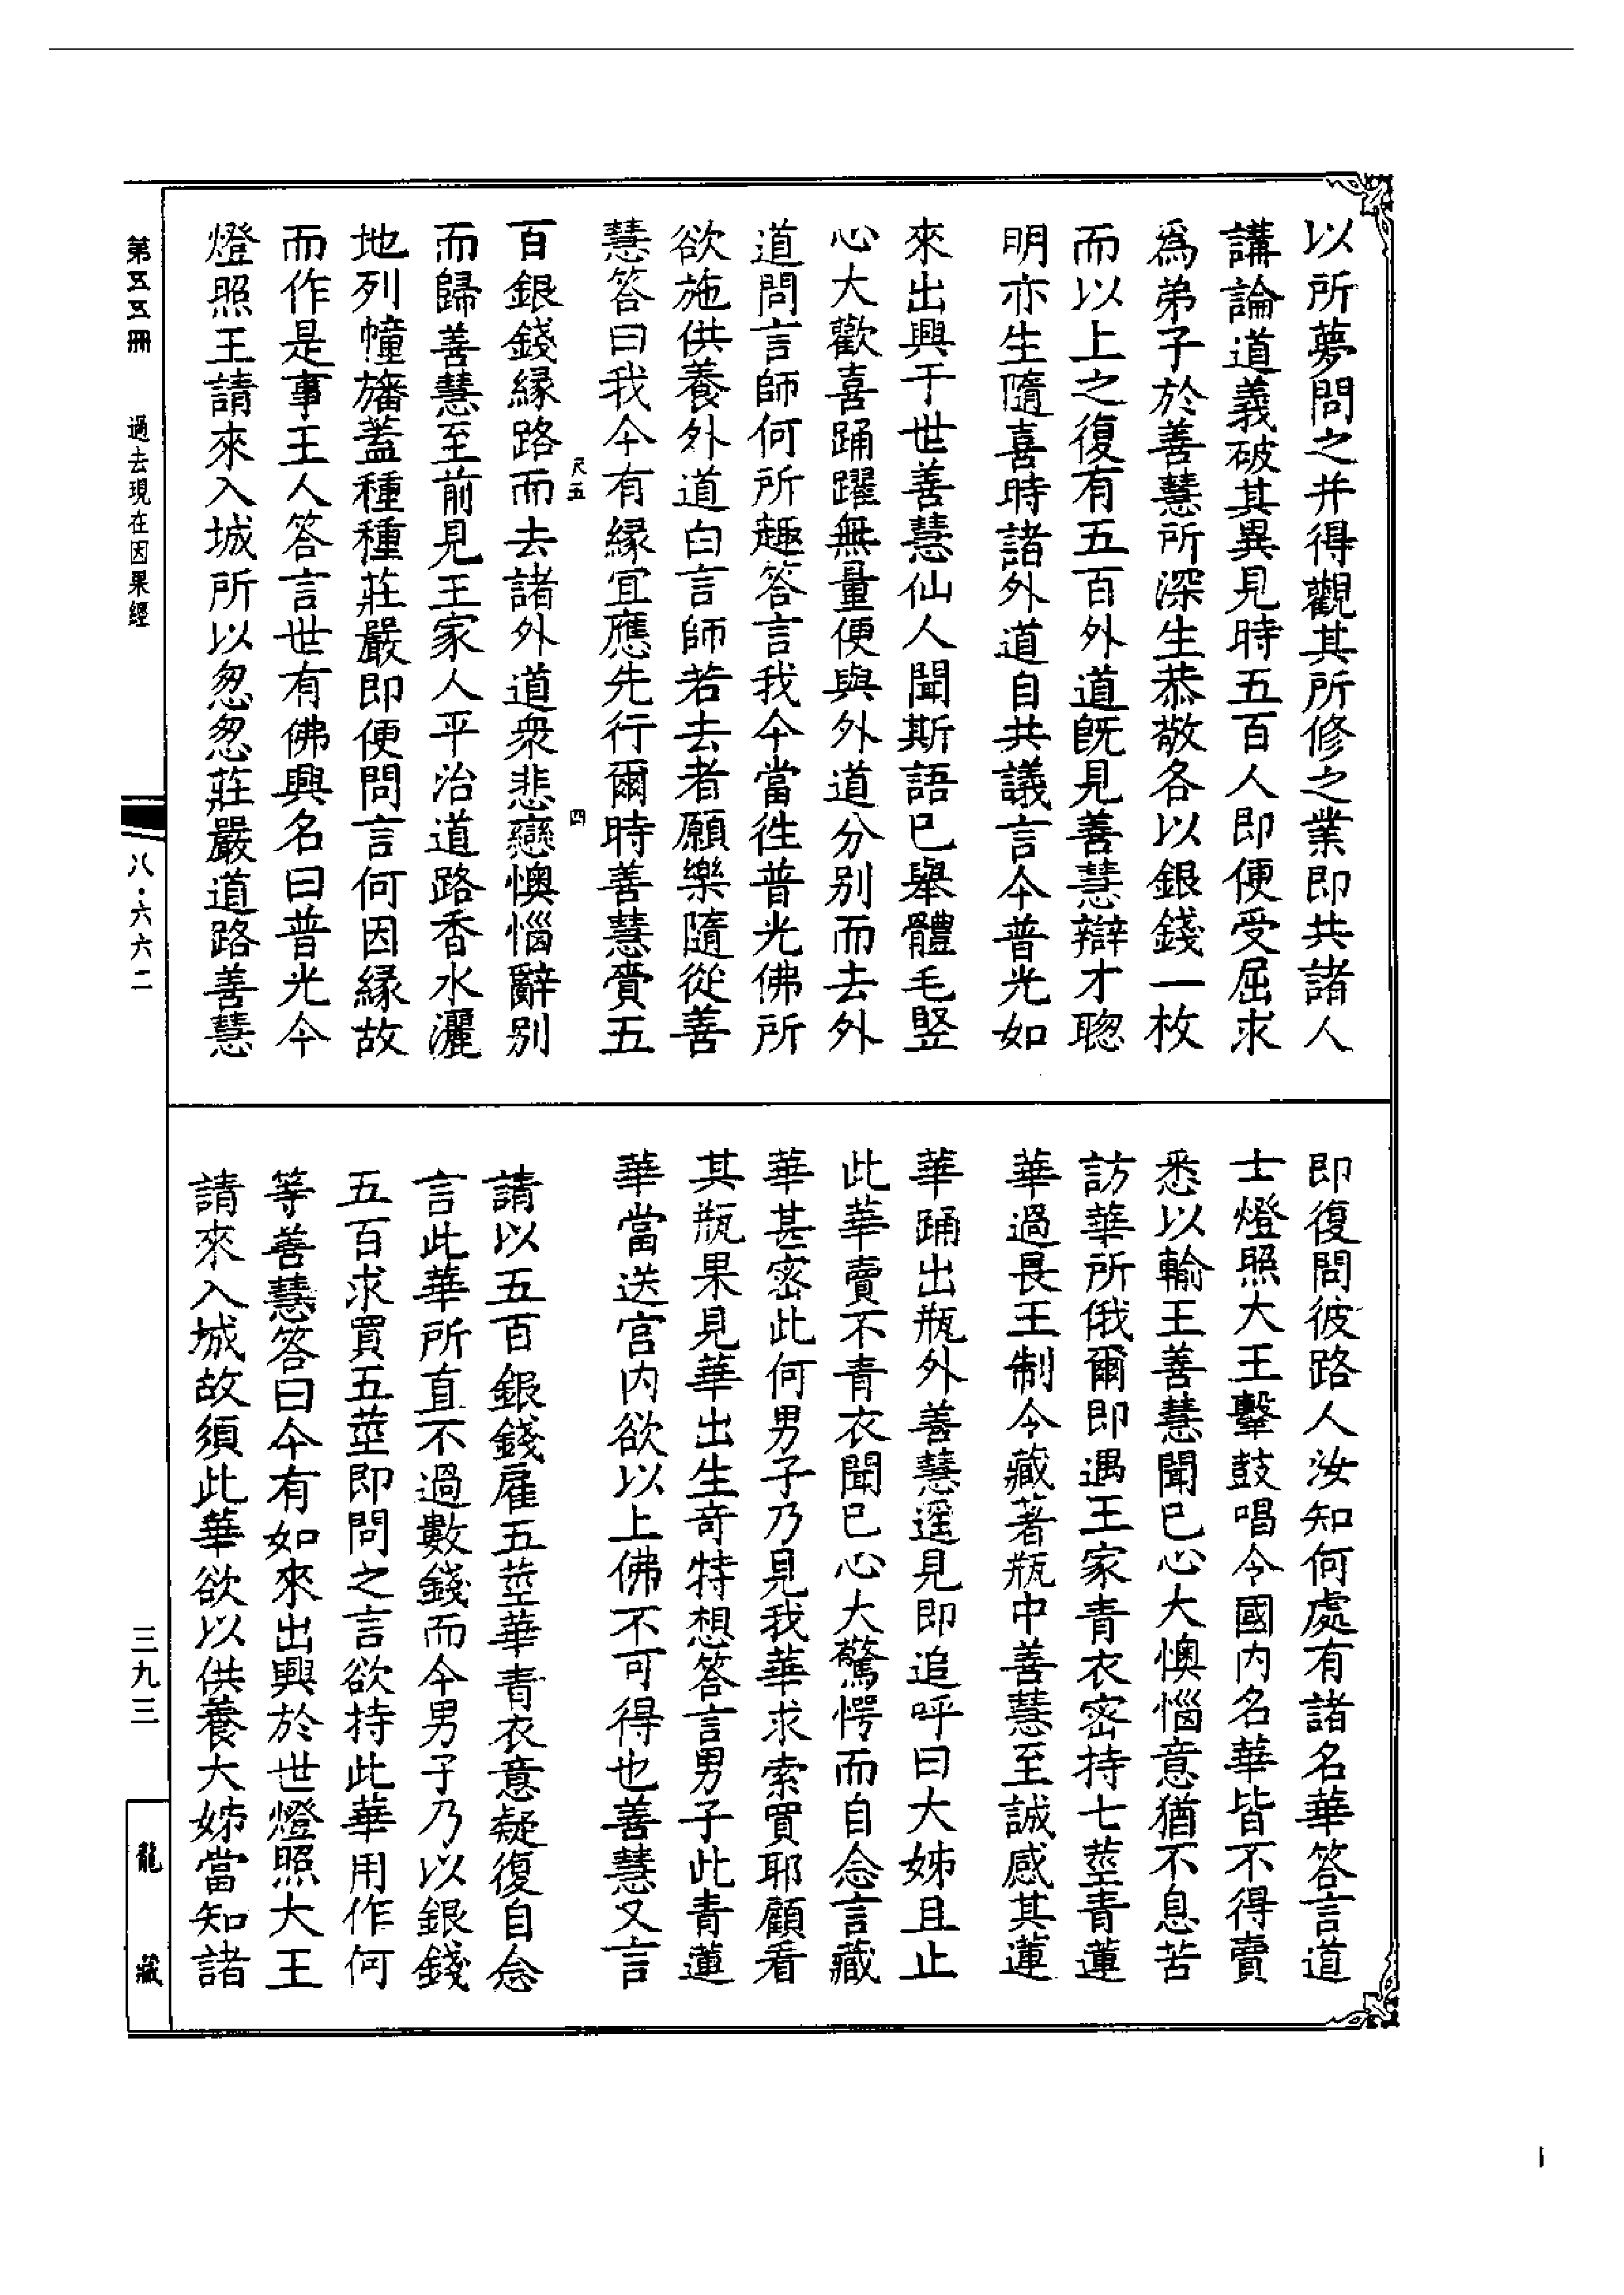 以所夢問之并得觀其所修之業即共諸人
講論道義破其異見時五百人即便受屈求
爲弟子於善慧所深生恭敬各以銀錢一枚
而以上之復有五百外道旣見善慧辯才聦
明亦生隨喜時諸外道自共議言今普光如
來出興于世善慧仙人聞斯語已舉體毛竪
心大歡喜踊躍無量便與外道分别而去外
道問言師何所趣答言我今當徃普光佛所
欲施供養外道白言師若去者願樂隨從善
慧答曰我今有縁宜應先行爾時善慧賫五
尺五 四
百銀錢縁路而去諸外道衆悲戀懊惱辭别
而歸善慧至前見王家人平治道路香水灑
地列幢旛蓋種種莊嚴即便問言何因縁故
而作是事王人答言世有佛興名曰普光今
燈照王請來入城所以怱怱莊嚴道路善慧
即復問彼路人汝知何處有諸名華答言道
士燈照大王擊鼓唱令國内名華皆不得賣
悉以輸王善慧聞已心大懊惱意猶不息苦
訪華所俄爾即遇王家青衣密持七莖青蓮
華過畏王制令藏著瓶中善慧至誠感其蓮
華踊出瓶外善慧遥見即追呼曰大姊且止
此華賣不青衣聞已心大驚愕而自念言藏
華甚密此何男子乃見我華求索買耶顧看
其瓶果見華出生奇特想答言男子此青蓮
華當送宫内欲以上佛不可得也善慧又言
請以五百銀錢雇五莖華青衣意疑復自念
言此華所直不過數錢而今男子乃以銀錢
五百求買五莖即問之言欲持此華用作何
等善慧答曰今有如來出興於世燈照大王
請來入城故須此華欲以供養大姊當知諸
第五五冊 過去現在因果經 八·六六二 三九三 龍藏